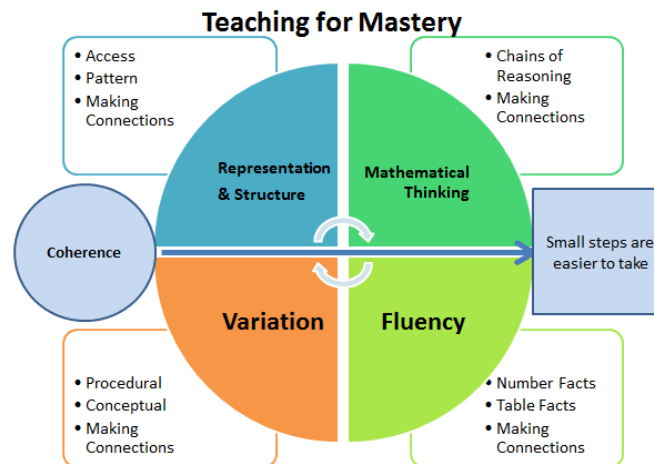 Teaching for Mastery
• Access
• Pattern
• Making
Connections
• Chains of
Reasoning
• Making
Connections
Representation
& Structure
Mathematical
Thinking
Coherence
Small steps are
easier to take
Variation
Fluency
• Procedural
• Conceptual
• Making
Connections
• Number Facts
• Table Facts
• Making
Connections